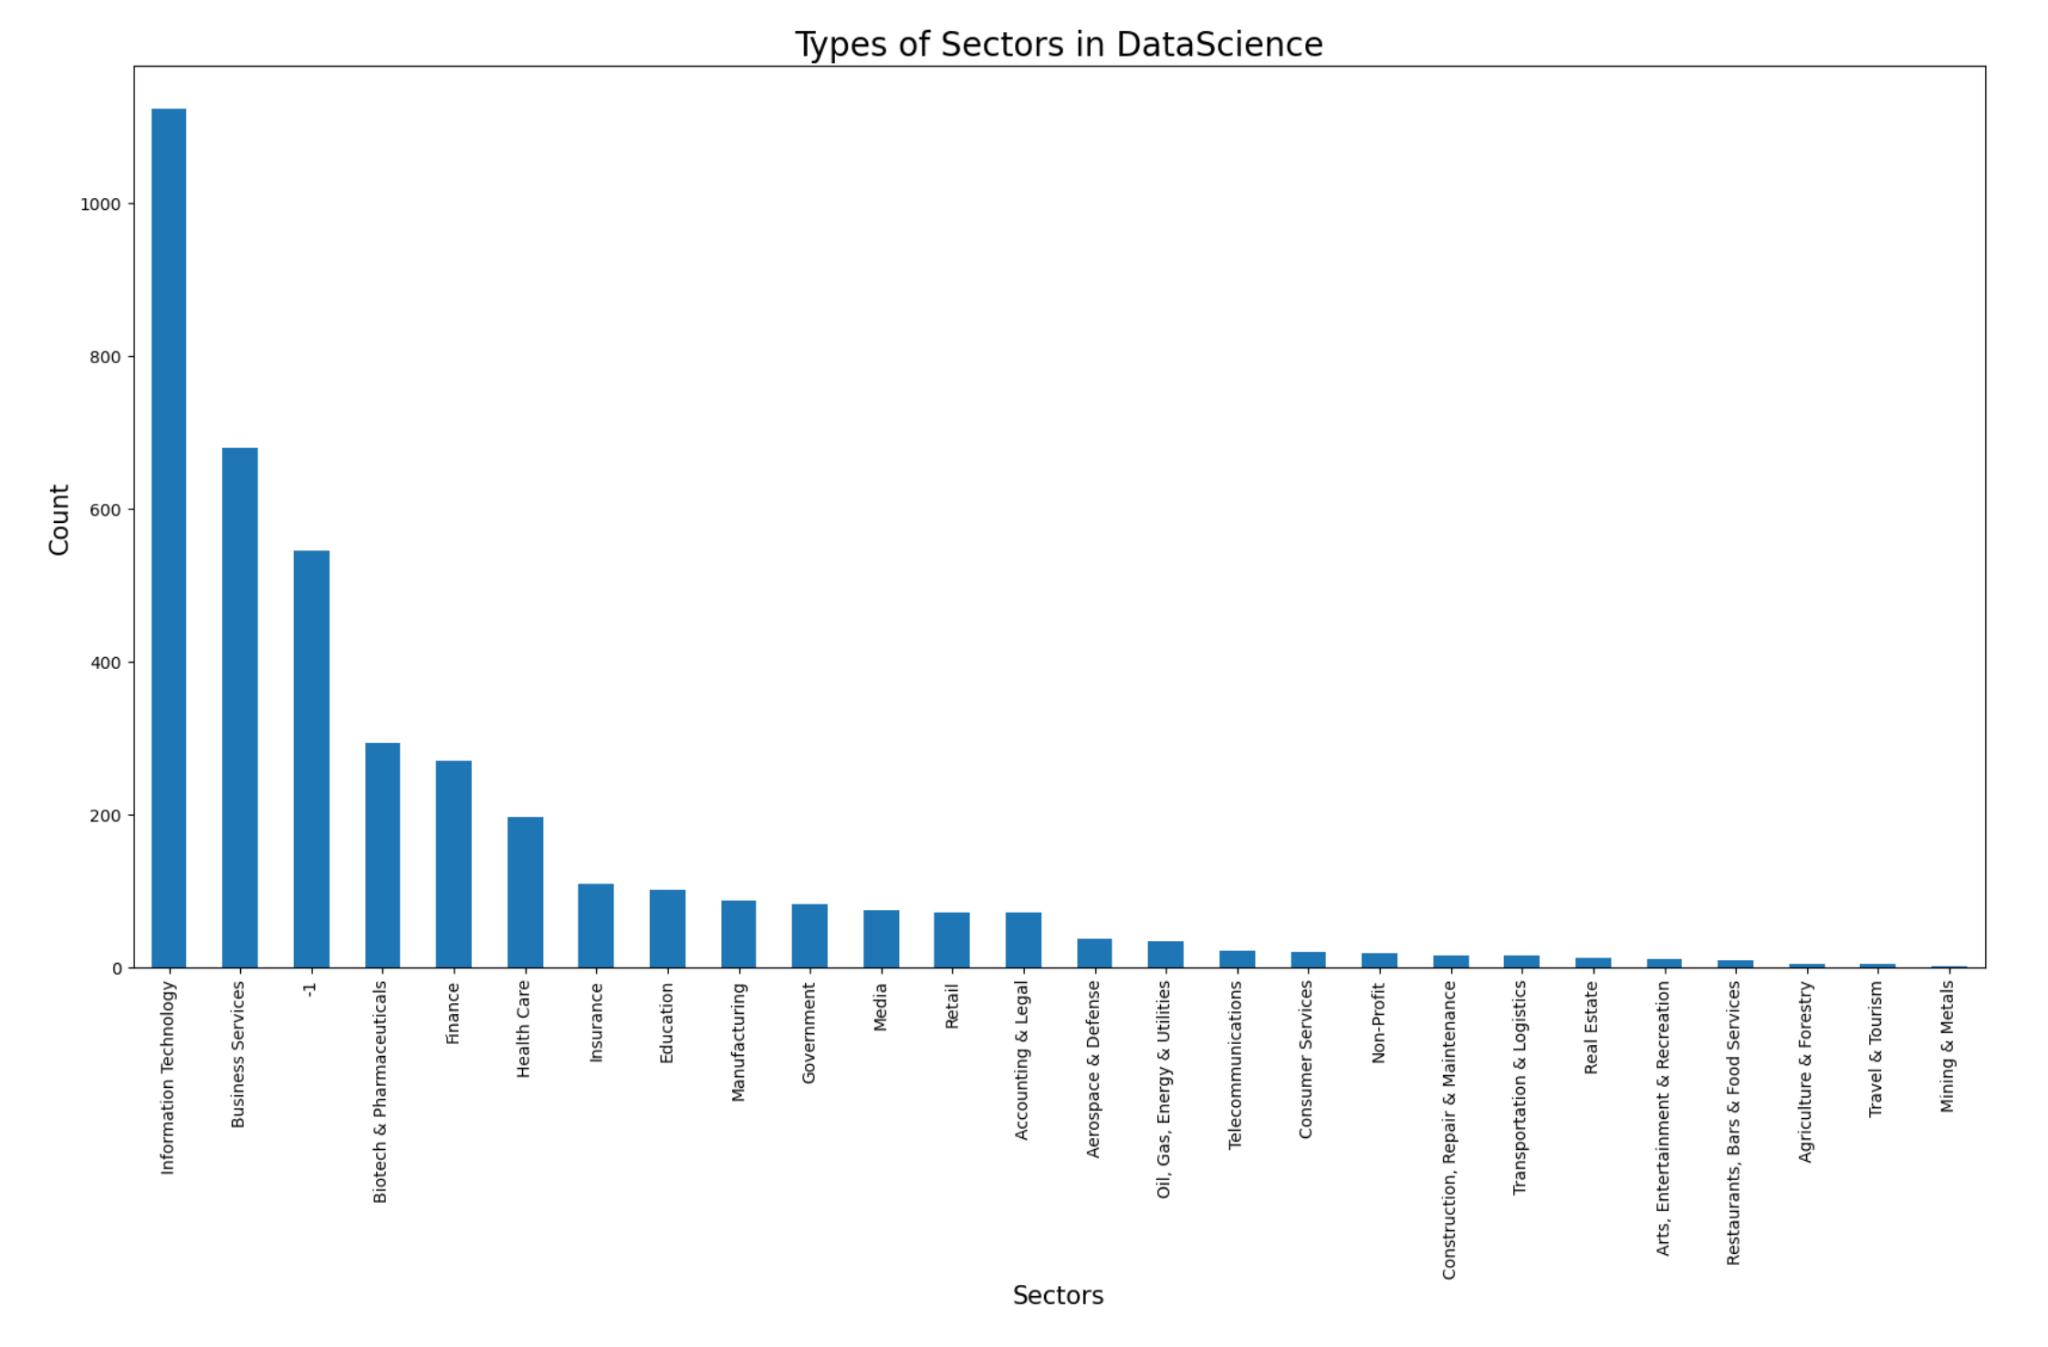 Types of Sectors in DataScience
Count
1000
800
600
400
200
0
Information Technology
Business Services
-1
Biotech & Pharmaceuticals
Finance
Health Care
Insurance
Education
Manufacturing
Government
Media
Retail
Accounting & Legal
Aerospace & Defense
Oil, Gas, Energy & Utilities
Telecommunications
Consumer Services
Non-Profit
Construction, Repair & Maintenance
Transportation & Logistics
Real Estate
Arts, Entertainment & Recreation
Restaurants, Bars & Food Services
Agriculture & Forestry
Travel & Tourism
Mining & Metals
Sectors